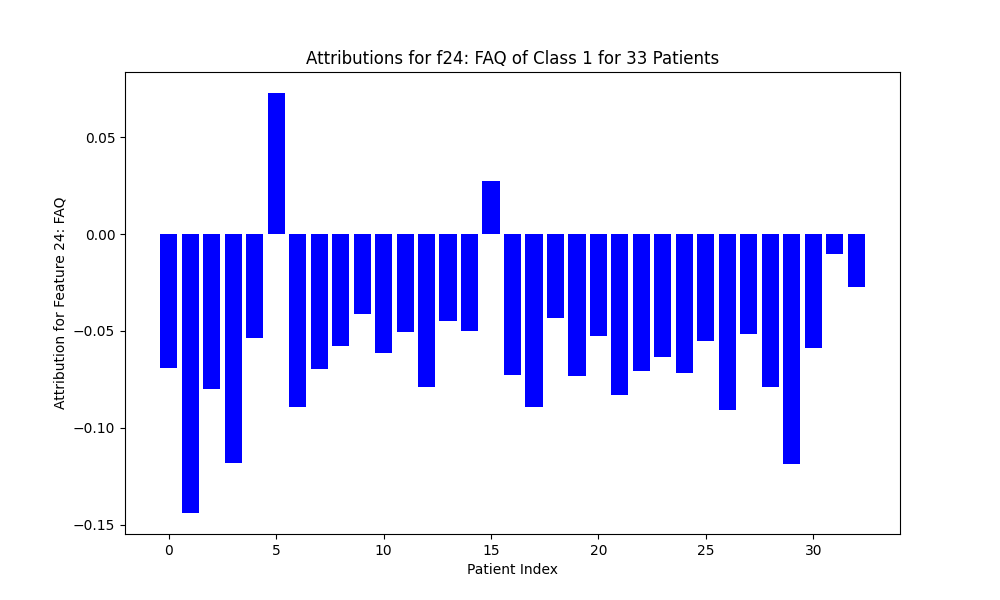 Attributions for f24: FAQ of Class 1 for 33 Patients
Attribution for Feature 24: FAQ
0.05
0.00
−0.05
−0.10
−0.15
0 5 10 15 20 25 30
Patient Index